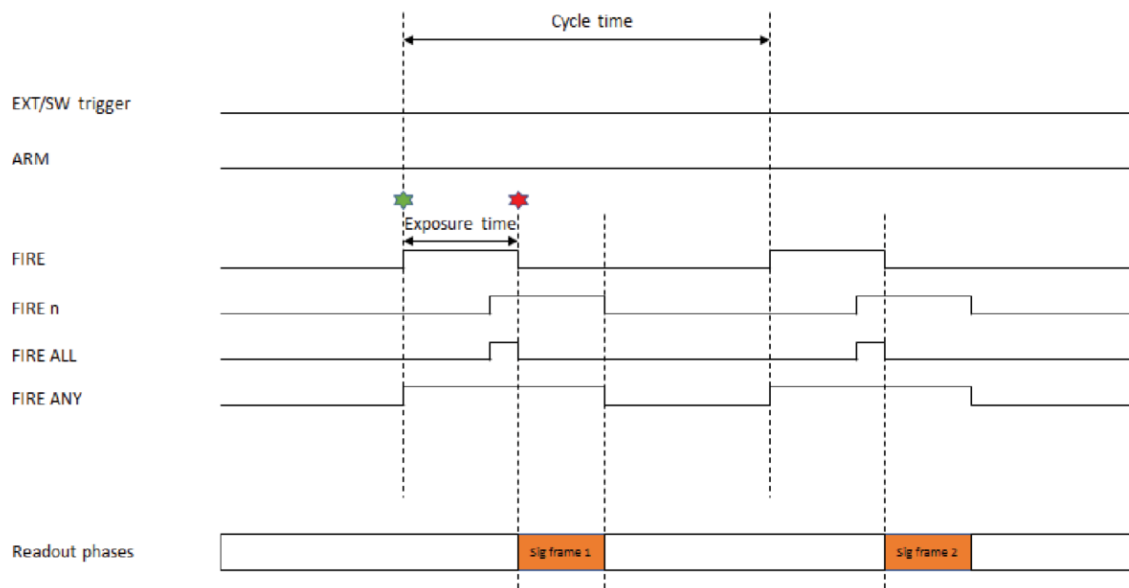 Cycle time
EXT/SW trigger
ARM
Exposure time
FIRE
FIRE n
FIRE ALL
FIRE ANY
Readout phases
Sig frame 1
Sig frame 2